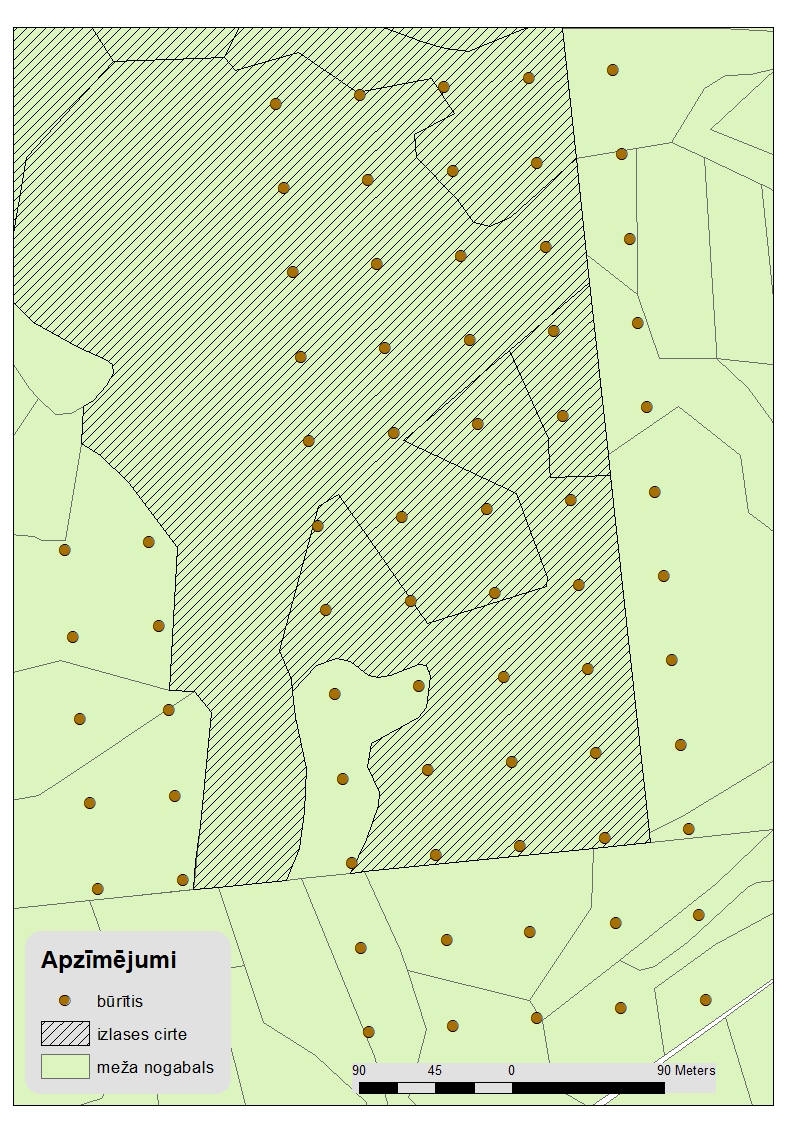 Apzīmējumi
būrītis
izlases cirte
meža nogabals
90 45 0 90 Meters